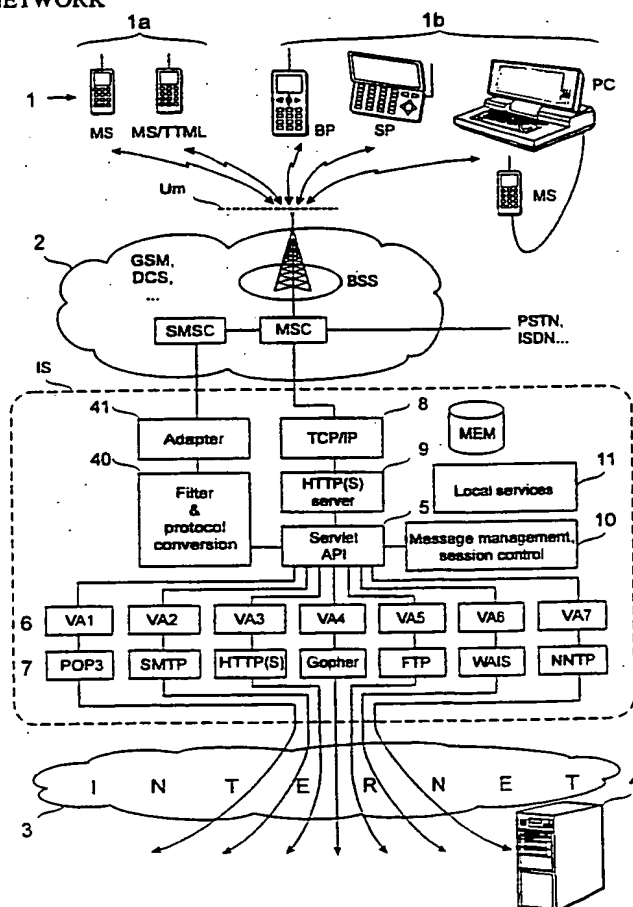 NETWORK
1a
1b
1
MS
MS/TTML
BP
SP
PC
MS
Um
2
GSM,
DCS,
...
BSS
SMSC
MSC
PSTN,
ISDN...
IS
41
Adapter
8
TCP/IP
MEM
40
Filter
&
protocol
conversion
9
HTTP(S)
server
11
Local services
5
Servlet
API
10
Message management,
session control
6
VA1
VA2
VA3
VA4
VA5
VA6
VA7
7
POP3
SMTP
HTTP(S)
Gopher
FTP
WAIS
NNTP
I N T E R N E T
3
4